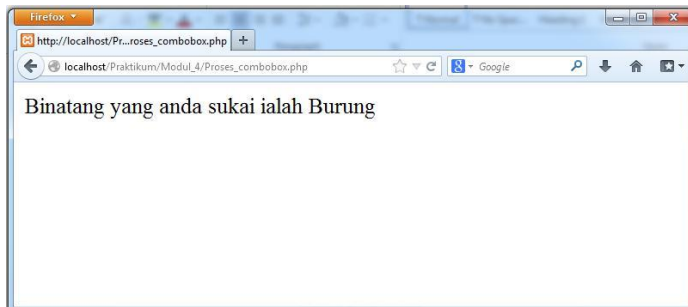 Firefox
http://localhost/Pr...roses_combobox.php
localhost/Praktikum/Modul_4/Proses_combobox.php
Google
Binatang yang anda sukai ialah Burung